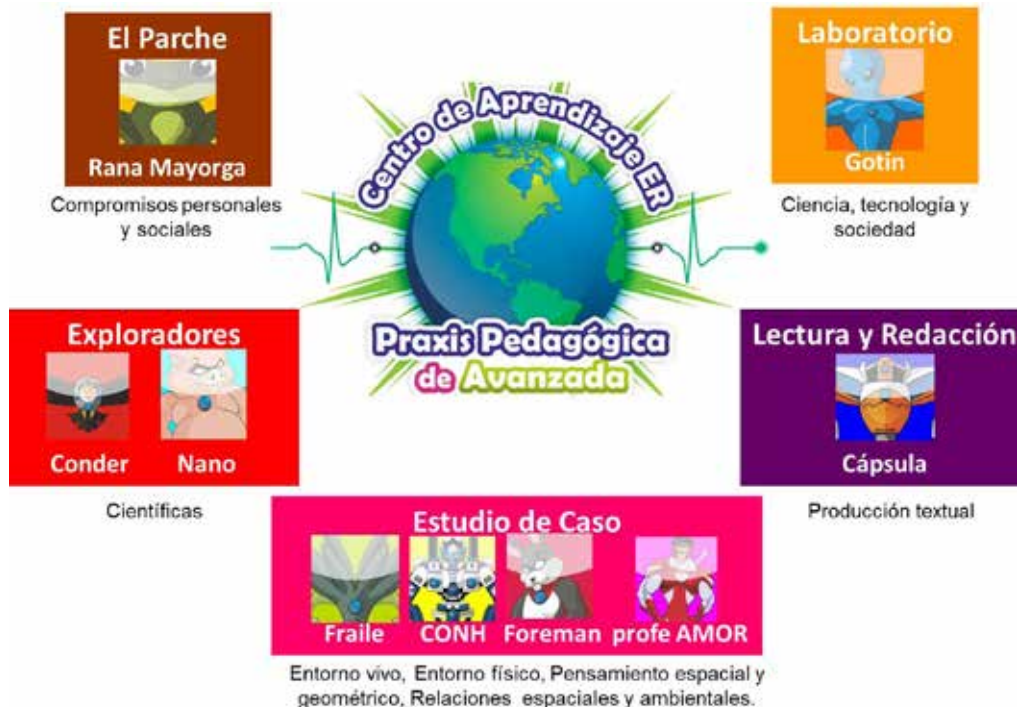 El Parche
Rana Mayorga
Compromisos personales
y sociales
Laboratorio
Gotin
Ciencia, tecnología y
sociedad
Centro de Aprendizaje ER
Praxis Pedagógica
de Avanzada
Exploradores
Conder Nano
Científicas
Lectura y Redacción
Cápsula
Producción textual
Estudio de Caso
Fraile CONH Foreman profe AMOR
Entorno vivo, Entorno físico, Pensamiento espacial y
geométrico, Relaciones espaciales y ambientales.